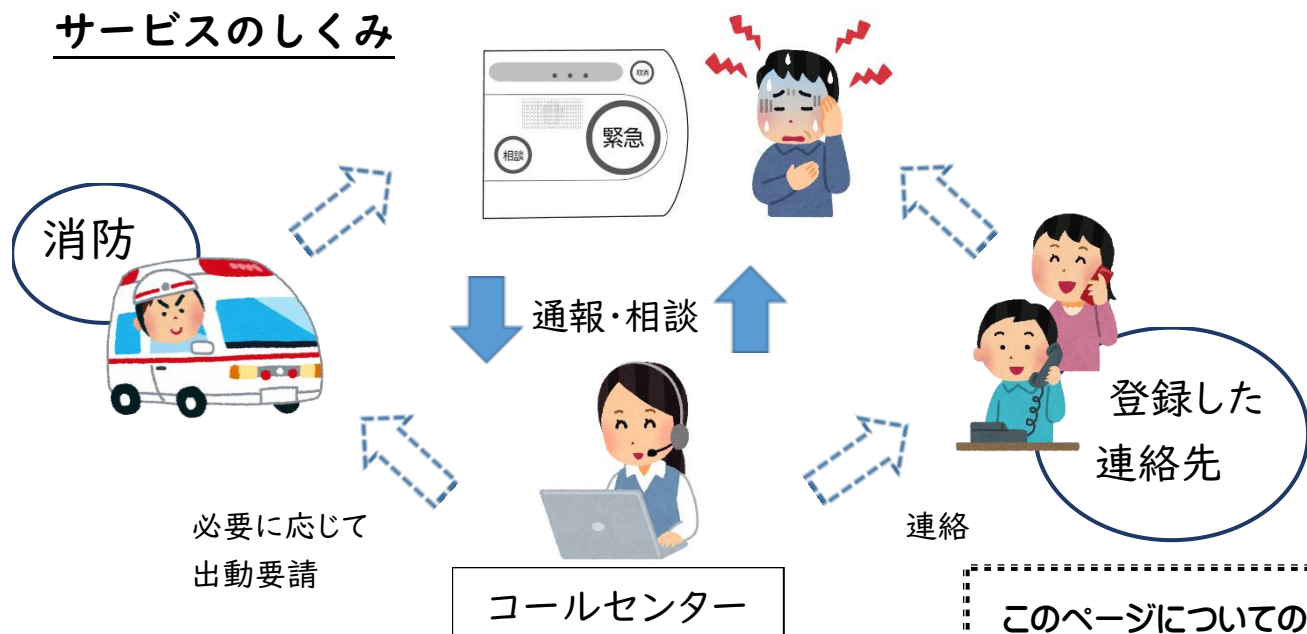 サービスのしくみ
取消
緊急
相談
消防
通報・相談
登録した
連絡先
必要に応じて
出動要請
連絡
コールセンター
このページについての